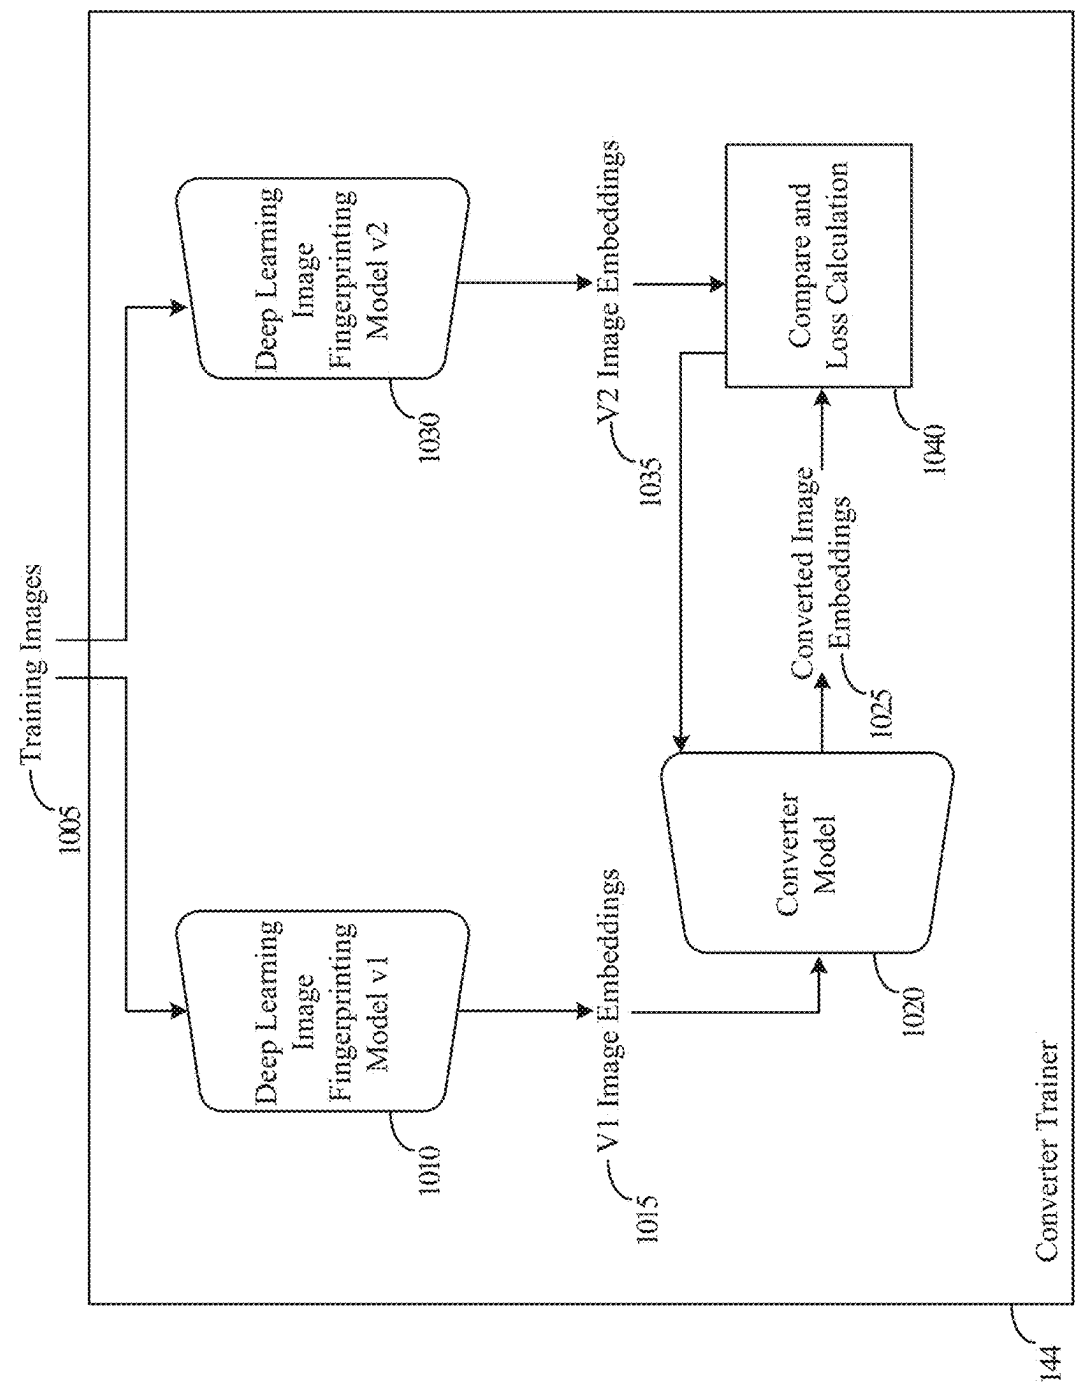 Training Images
1005
Deep Learning
Image
Fingerprinting
Model v1
1010
Deep Learning
Image
Fingerprinting
Model v2
1030
V1 Image Embeddings
1015
V2 Image Embeddings
1035
Converter
Model
1020
Converted Image
Embeddings
1025
Compare and
Loss Calculation
1040
Converter Trainer
144